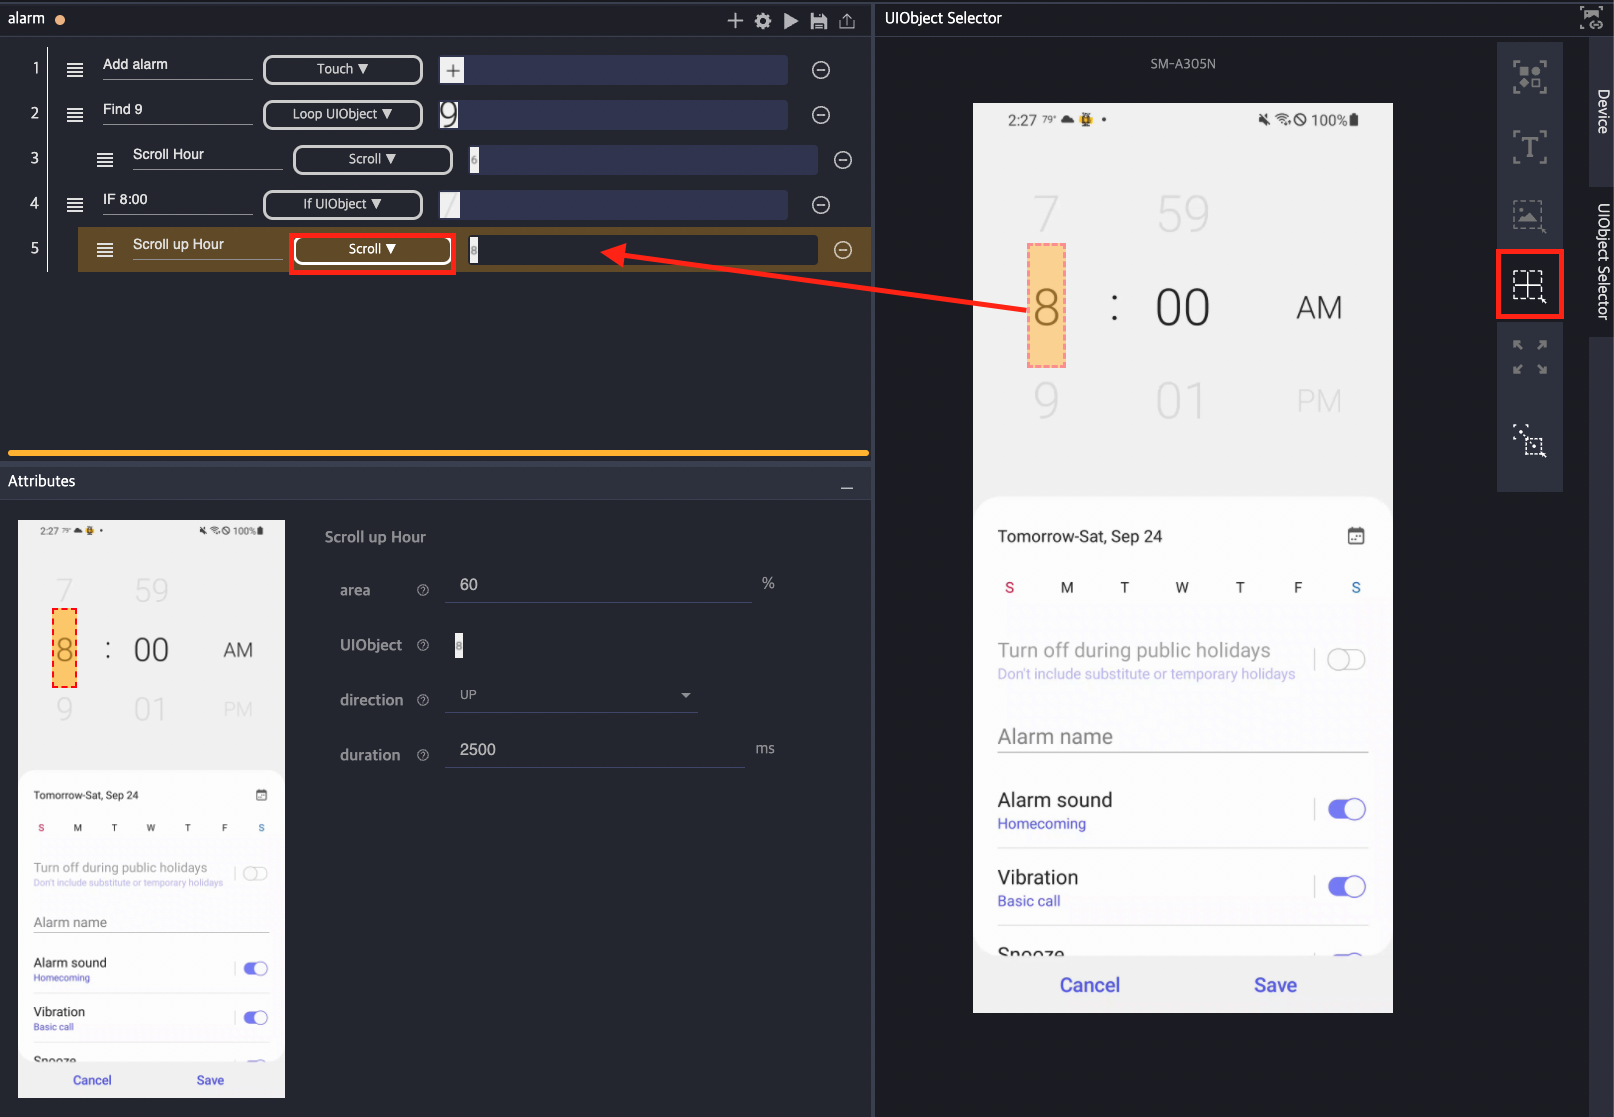 alarm
1 Add alarm Touch ▼ +
2 Find 9 Loop UIObject ▼ 9
3 Scroll Hour Scroll ▼ 6
4 IF 8:00 If UIObject ▼
5 Scroll up Hour Scroll ▼ 8
Attributes
2:27 79° 100%
7 59
8 : 00 AM
9 01 PM
Tomorrow-Sat, Sep 24
S M T W T F S
Turn off during public holidays
Don't include substitute or temporary holidays
Alarm name
Alarm sound
Homecoming
Vibration
Basic call
Snooze
Cancel Save
Scroll up Hour
area 60 %
UIObject 8
direction UP
duration 2500 ms
UIObject Selector
SM-A305N
2:27 79° 100%
7 59
8 : 00 AM
9 01 PM
Tomorrow-Sat, Sep 24
S M T W T F S
Turn off during public holidays
Don't include substitute or temporary holidays
Alarm name
Alarm sound
Homecoming
Vibration
Basic call
Snooze
Cancel Save
T
Device
UIObject Selector